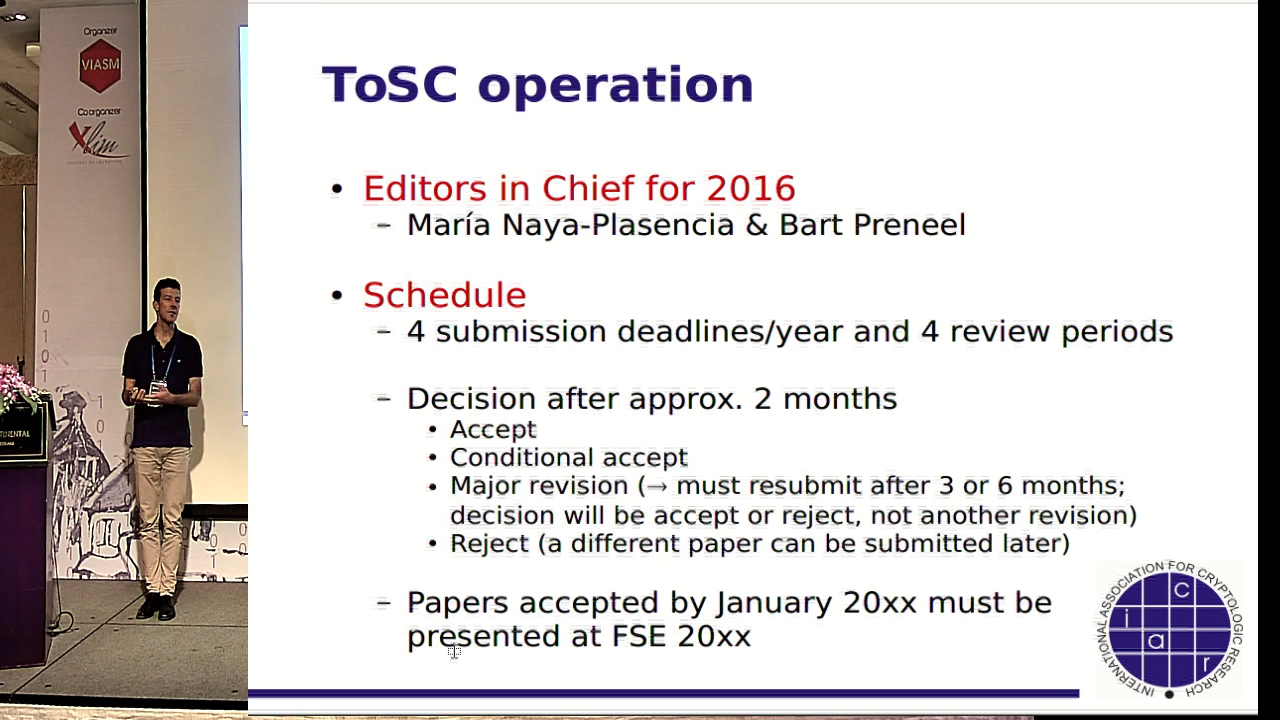 Organizer
VIASM
Coorganizer
Xlim
ToSC operation
• Editors in Chief for 2016
– María Naya-Plasencia & Bart Preneel
• Schedule
– 4 submission deadlines/year and 4 review periods
– Decision after approx. 2 months
• Accept
• Conditional accept
• Major revision (→ must resubmit after 3 or 6 months;
decision will be accept or reject, not another revision)
• Reject (a different paper can be submitted later)
– Papers accepted by January 20xx must be
presented at FSE 20xx
INTERNATIONAL ASSOCIATION FOR CRYPTOLOGIC RESEARCH
i a c r